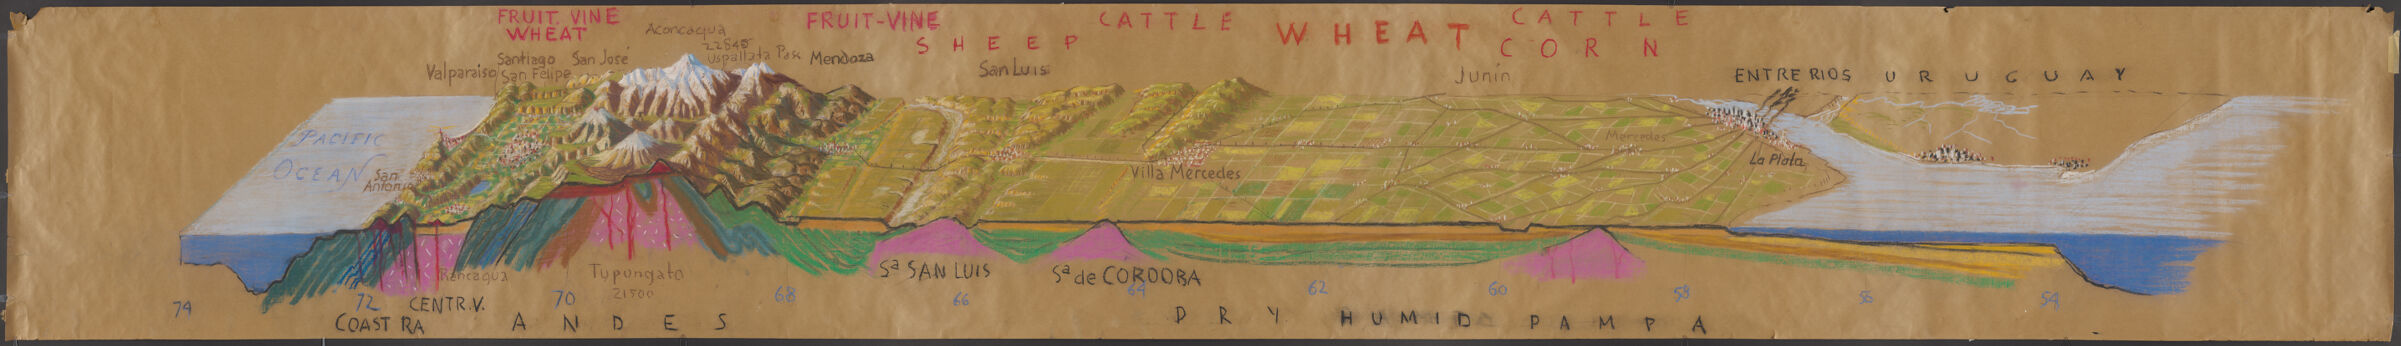 FRUIT VINE
WHEAT
FRUIT-VINE
SHEEP
CATTLE
WHEAT
CATTLE
CORN
Aconcaqua
22845
Uspallata Pass
Mendoza
Santiago
San José
Valparaiso
San Felipe
San Luis
Junín
ENTRE RIOS
URUGUAY
PACIFIC
OCEAN
San
Antonio
Villa Mercedes
Mercedes
La Plata
Rancagua
Tupungato
21500
Sª SAN LUIS
Sª de CORDOBA
74
72
70
68
66
64
62
60
58
56
54
CENTR.V.
COAST RA
ANDES
DRY HUMID PAMPA